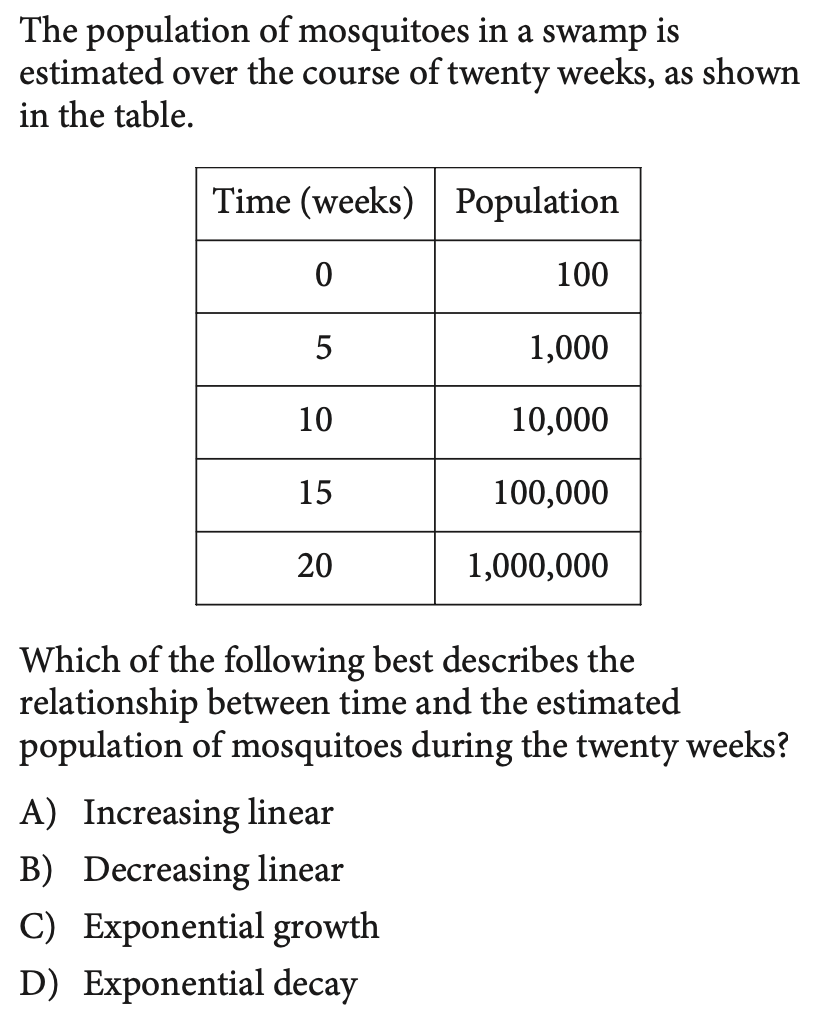 The population of mosquitoes in a swamp is
estimated over the course of twenty weeks, as shown
in the table.
Time (weeks) Population
0 100
5 1,000
10 10,000
15 100,000
20 1,000,000
Which of the following best describes the
relationship between time and the estimated
population of mosquitoes during the twenty weeks?
A) Increasing linear
B) Decreasing linear
C) Exponential growth
D) Exponential decay